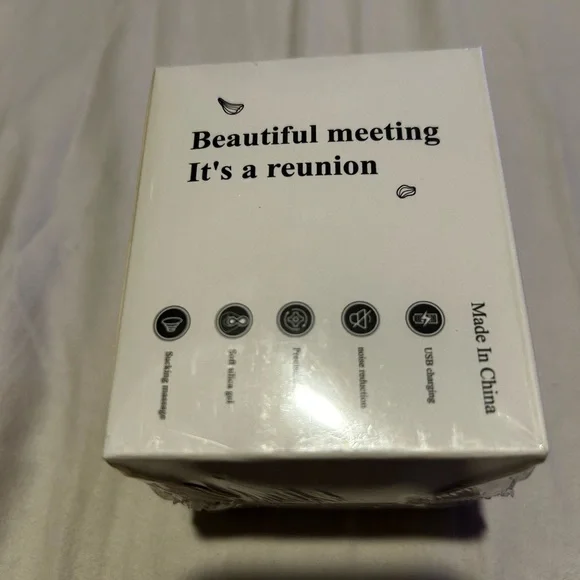 Beautiful meeting
It's a reunion
Sucking massage
Soft silica gel
noise reduction
USB charging
Made In China